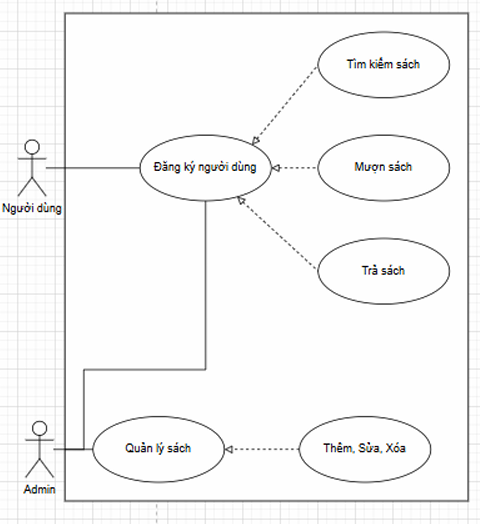 Tìm kiếm sách
Đăng ký người dùng
Mượn sách
Người dùng
Trả sách
Quản lý sách
Thêm, Sửa, Xóa
Admin